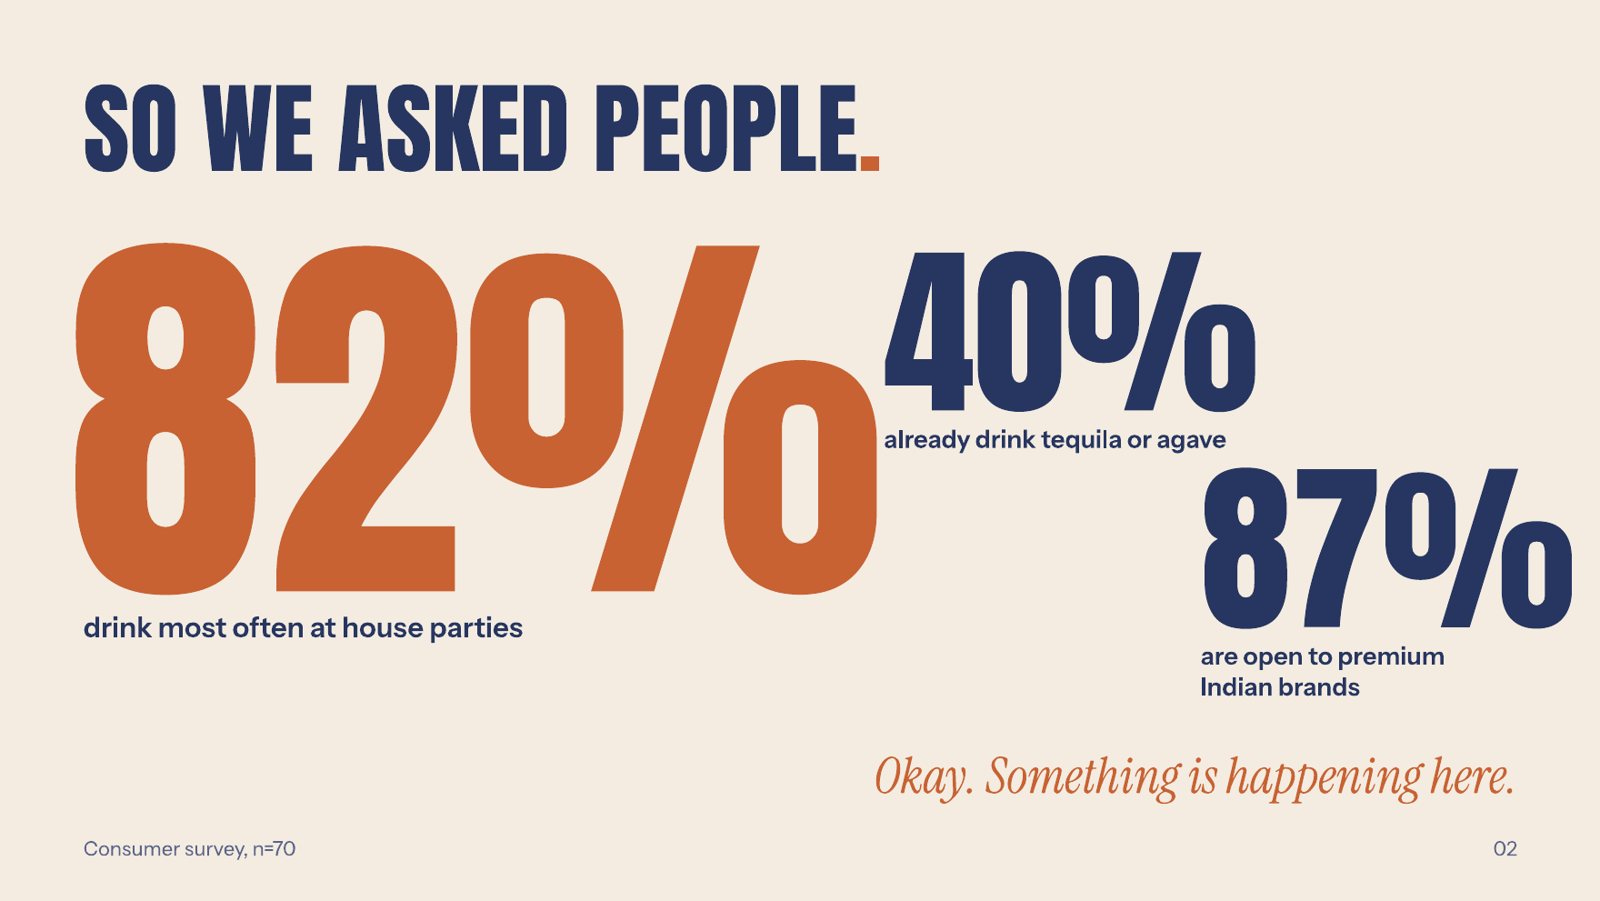 SO WE ASKED PEOPLE.
82%
drink most often at house parties
40%
already drink tequila or agave
87%
are open to premium
Indian brands
Okay. Something is happening here.
Consumer survey, n=70
02